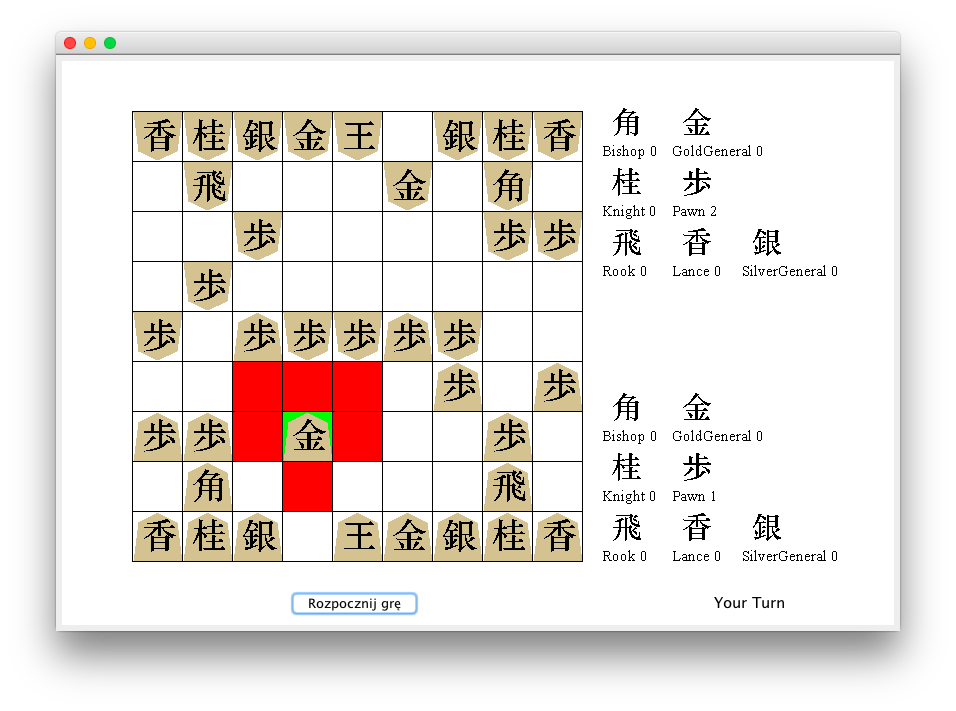 香桂銀金王銀桂香
飛金角
歩歩歩
歩
歩歩歩歩歩歩
歩歩
歩歩金歩
角飛
香桂銀王金銀桂香
角 金
Bishop 0 GoldGeneral 0
桂 歩
Knight 0 Pawn 2
飛 香 銀
Rook 0 Lance 0 SilverGeneral 0
角 金
Bishop 0 GoldGeneral 0
桂 歩
Knight 0 Pawn 1
飛 香 銀
Rook 0 Lance 0 SilverGeneral 0
Rozpocznij grę
Your Turn